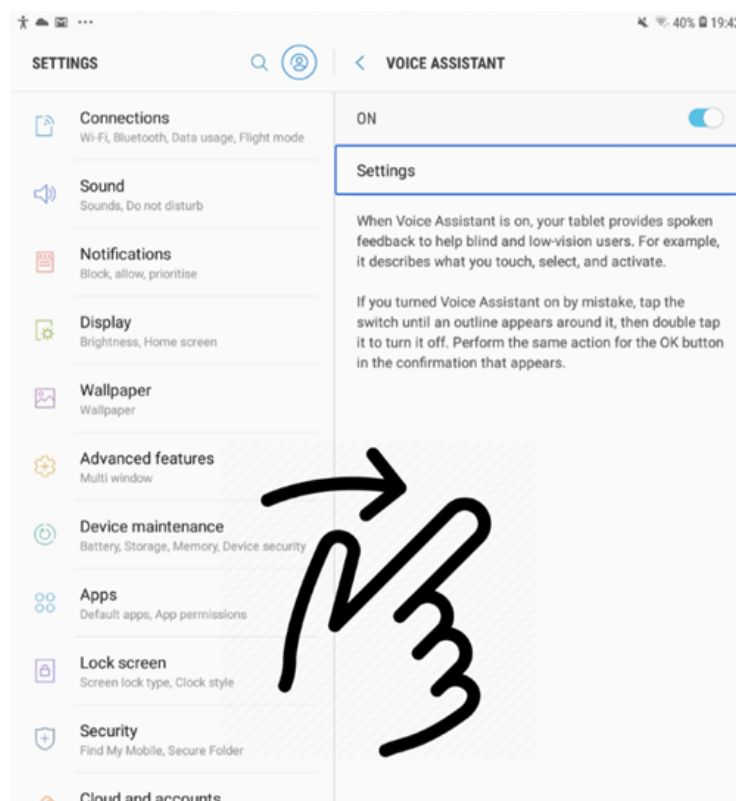 40% 19:42
SETTINGS
Connections
Wi-Fi, Bluetooth, Data usage, Flight mode
Sound
Sounds, Do not disturb
Notifications
Block, allow, prioritise
Display
Brightness, Home screen
Wallpaper
Wallpaper
Advanced features
Multi window
Device maintenance
Battery, Storage, Memory, Device security
Apps
Default apps, App permissions
Lock screen
Screen lock type, Clock style
Security
Find My Mobile, Secure Folder
Cloud and accounts
VOICE ASSISTANT
ON
Settings
When Voice Assistant is on, your tablet provides spoken
feedback to help blind and low-vision users. For example,
it describes what you touch, select, and activate.
If you turned Voice Assistant on by mistake, tap the
switch until an outline appears around it, then double tap
it to turn it off. Perform the same action for the OK button
in the confirmation that appears.